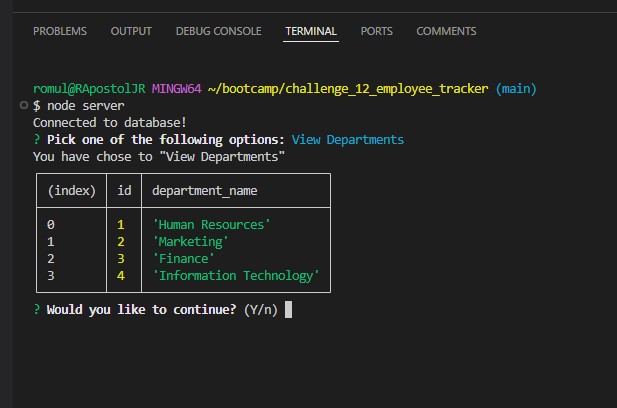 PROBLEMS OUTPUT DEBUG CONSOLE TERMINAL PORTS COMMENTS
romul@RApostolJR MINGW64 ~/bootcamp/challenge_12_employee_tracker (main)
$ node server
Connected to database!
? Pick one of the following options: View Departments
You have chose to "View Departments"
(index) id department_name
0 1 'Human Resources'
1 2 'Marketing'
2 3 'Finance'
3 4 'Information Technology'
? Would you like to continue? (Y/n)